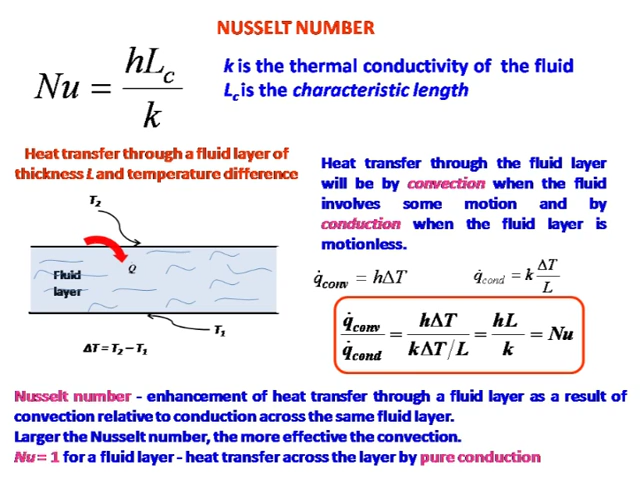 NUSSELT NUMBER
Nu = hL_c / k
k is the thermal conductivity of the fluid
L_c is the characteristic length
Heat transfer through a fluid layer of
thickness L and temperature difference
T₂
Q̇
Fluid
layer
T₁
ΔT = T₂ – T₁
Heat transfer through the fluid layer
will be by convection when the fluid
involves some motion and by
conduction when the fluid layer is
motionless.
q̇_conv = hΔT
q̇_cond = k ΔT / L
q̇_conv / q̇_cond = hΔT / (kΔT/L) = hL / k = Nu
Nusselt number - enhancement of heat transfer through a fluid layer as a result of
convection relative to conduction across the same fluid layer.
Larger the Nusselt number, the more effective the convection.
Nu = 1 for a fluid layer - heat transfer across the layer by pure conduction